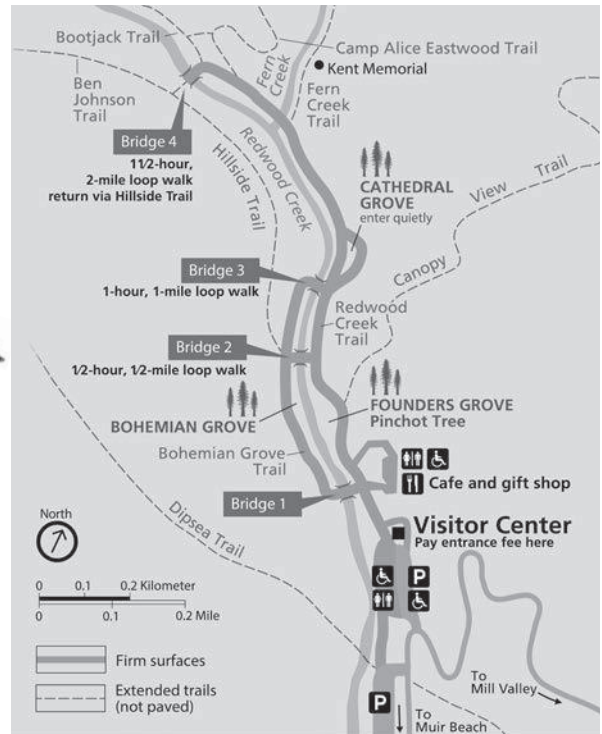 Bootjack Trail
Camp Alice Eastwood Trail
Kent Memorial
Fern
Creek
Fern
Creek
Trail
Ben
Johnson
Trail
Bridge 4
11⁄2-hour,
2-mile loop walk
return via Hillside Trail
Redwood Creek
Hillside Trail
CATHEDRAL
GROVE
enter quietly
Canopy View Trail
Bridge 3
1-hour, 1-mile loop walk
Redwood
Creek
Trail
Bridge 2
1⁄2-hour, 1⁄2-mile loop walk
BOHEMIAN GROVE
FOUNDERS GROVE
Pinchot Tree
Bohemian Grove
Trail
Cafe and gift shop
Bridge 1
Visitor Center
Pay entrance fee here
Dipsea Trail
North
P
0 0.1 0.2 Kilometer
0 0.1 0.2 Mile
Firm surfaces
Extended trails
(not paved)
P
To
Mill Valley
To
Muir Beach